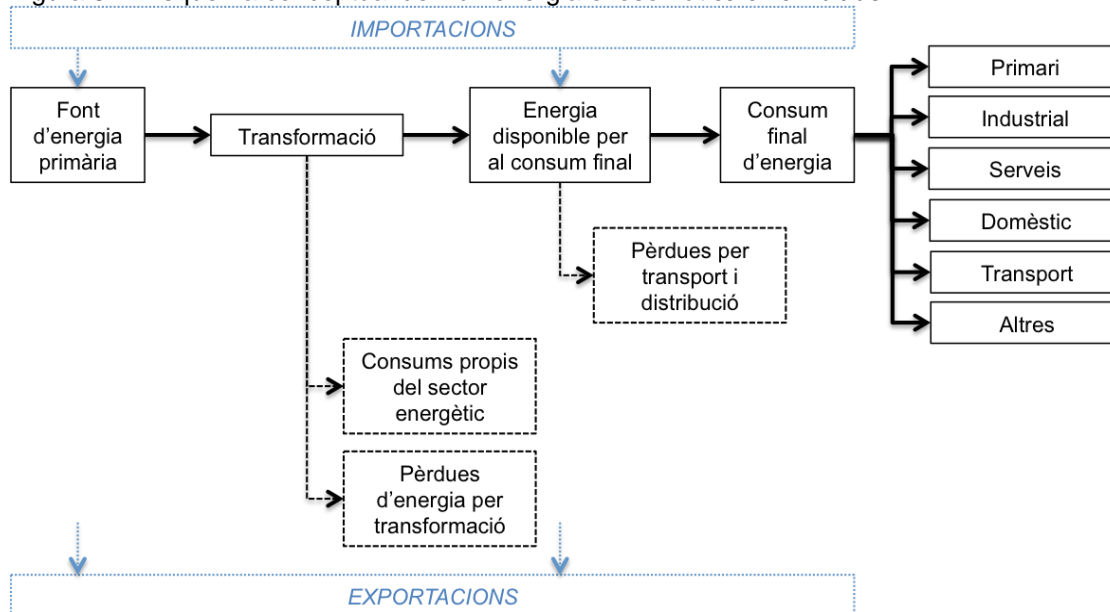 IMPORTACIONS
Font
d’energia
primària
Transformació
Energia
disponible per
al consum final
Consum
final
d’energia
Primari
Industrial
Serveis
Domèstic
Transport
Altres
Pèrdues per
transport i
distribució
Consums propis
del sector
energètic
Pèrdues
d’energia per
transformació
EXPORTACIONS